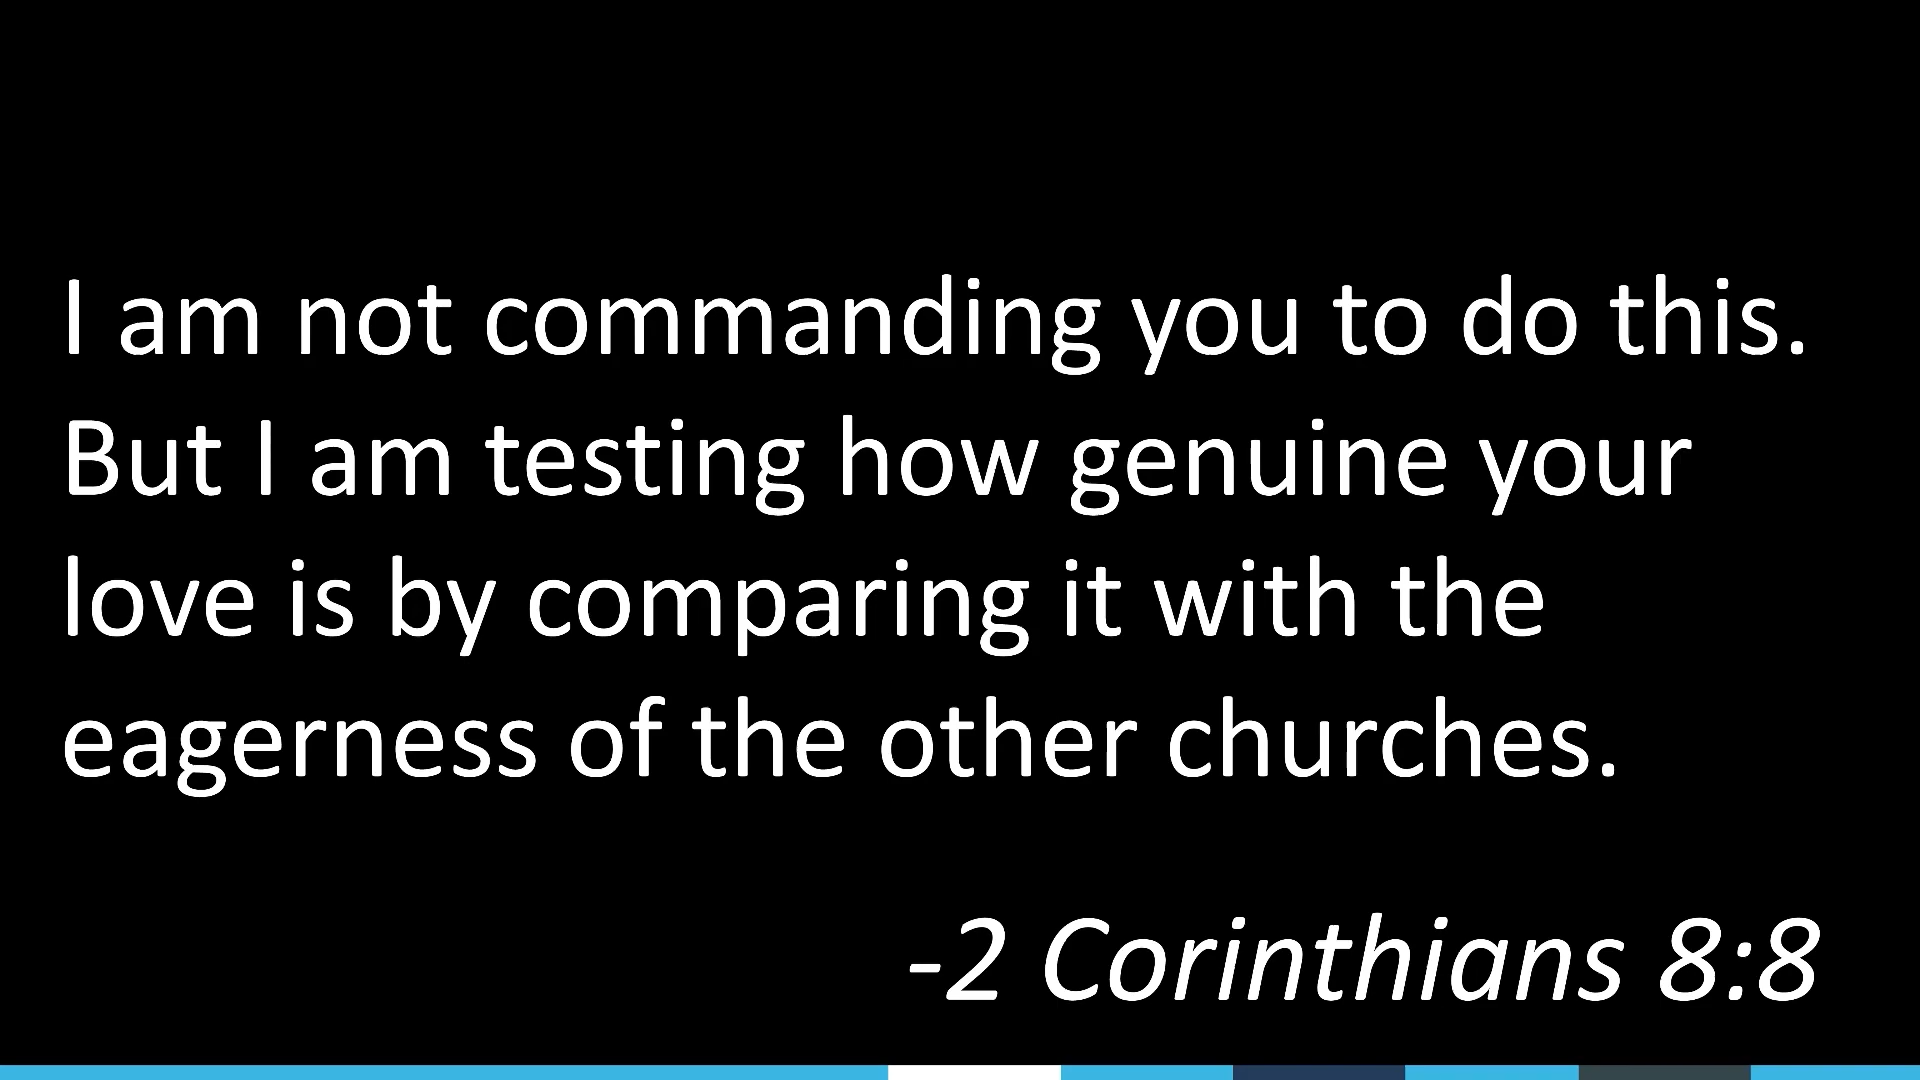 I am not commanding you to do this.
But I am testing how genuine your
love is by comparing it with the
eagerness of the other churches.
-2 Corinthians 8:8